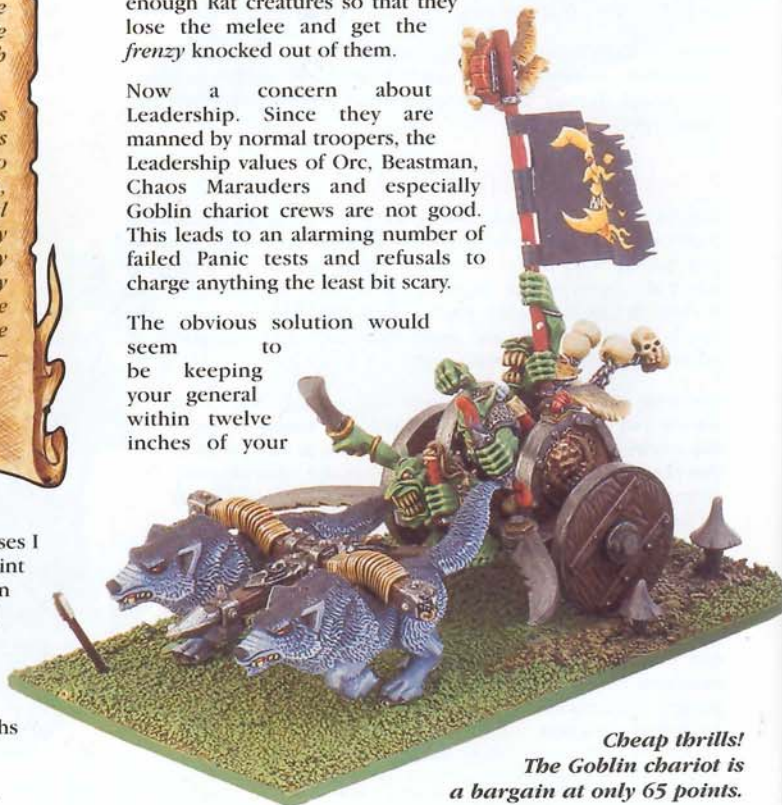 enough Rat creatures so that they
lose the melee and get the
frenzy knocked out of them.
Now a concern about
Leadership. Since they are
manned by normal troopers, the
Leadership values of Orc, Beastman,
Chaos Marauders and especially
Goblin chariot crews are not good.
This leads to an alarming number of
failed Panic tests and refusals to
charge anything the least bit scary.
The obvious solution would
seem to
be keeping
your general
within twelve
inches of your
ses I
int
n
hs
Cheap thrills!
The Goblin chariot is
a bargain at only 65 points.